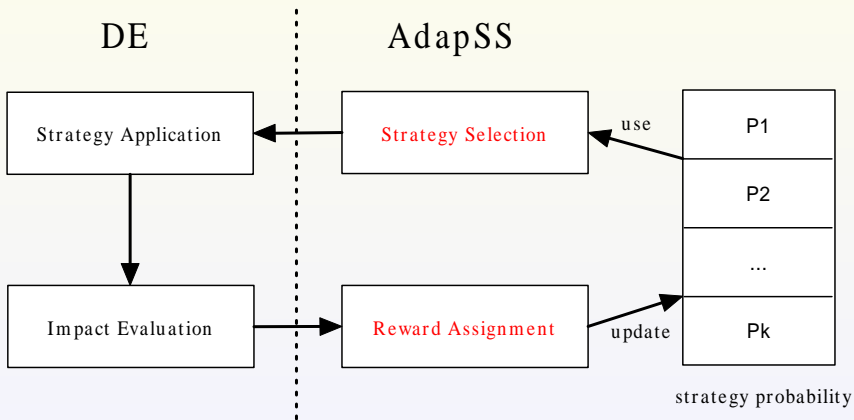 DE
AdapSS
Strategy Application
Strategy Selection
use
P1
P2
...
Impact Evaluation
Reward Assignment
update
Pk
strategy probability